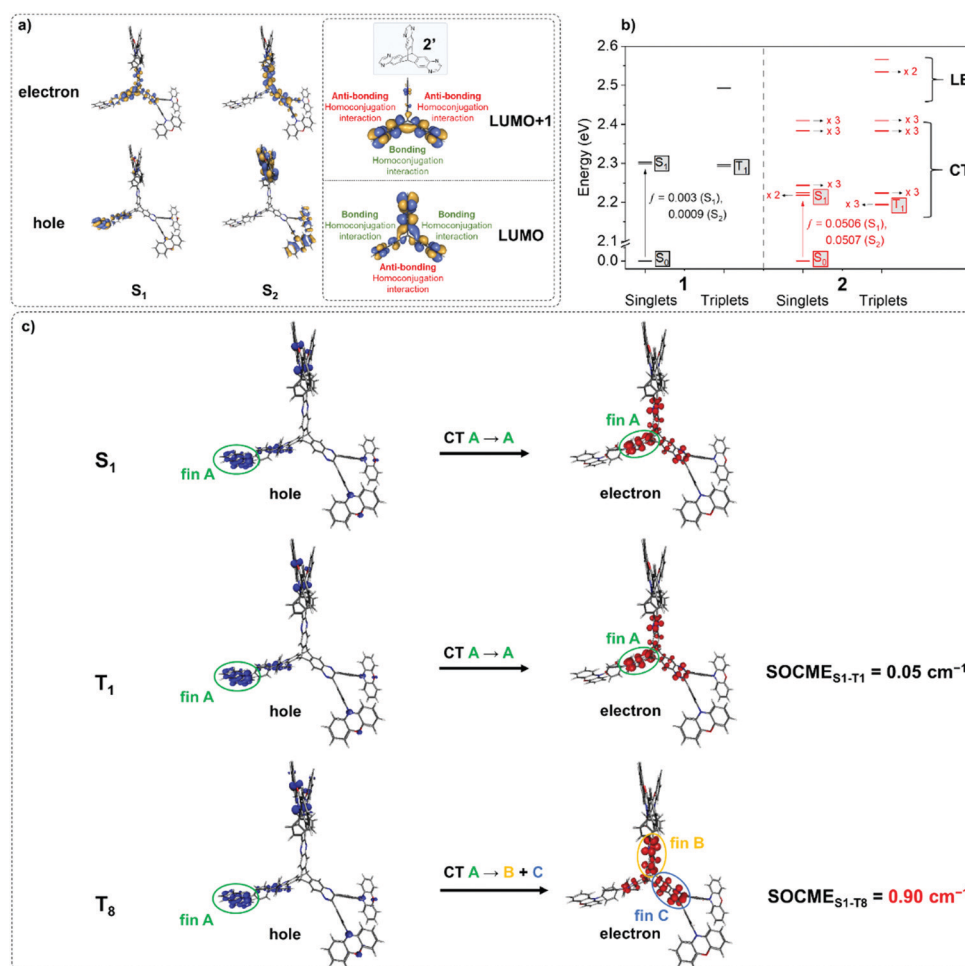 a)
electron
hole
S1
S2
2'
Anti-bonding
Homoconjugation
interaction
Anti-bonding
Homoconjugation
interaction
LUMO+1
Bonding
Homoconjugation
interaction
Bonding
Homoconjugation
interaction
Bonding
Homoconjugation
interaction
LUMO
Anti-bonding
Homoconjugation
interaction
b)
Energy (eV)
2.6
2.5
2.4
2.3
2.2
2.1
0.0
S1
T1
f = 0.003 (S1),
0.0009 (S2)
S0
x 2
LE
x 3
x 3
x 3
x 3
CT
x 3
x 2
S1
x 3
x 3
T1
f = 0.0506 (S1),
0.0507 (S2)
S0
1
2
Singlets
Triplets
Singlets
Triplets
c)
S1
fin A
hole
CT A → A
fin A
electron
T1
fin A
hole
CT A → A
fin A
electron
SOCMES1-T1 = 0.05 cm⁻¹
T8
fin A
hole
CT A → B + C
fin B
fin C
electron
SOCMES1-T8 = 0.90 cm⁻¹